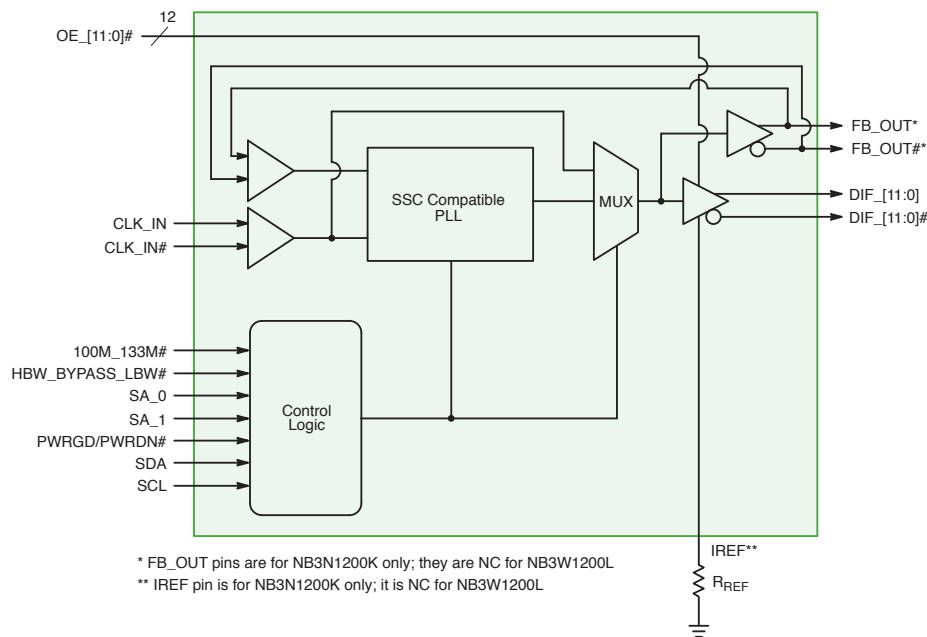 12
OE_[11:0]#
FB_OUT*
FB_OUT#*
SSC Compatible
PLL
MUX
DIF_[11:0]
DIF_[11:0]#
CLK_IN
CLK_IN#
100M_133M#
HBW_BYPASS_LBW#
SA_0
SA_1
PWRGD/PWRDN#
SDA
SCL
Control
Logic
IREF**
RREF
* FB_OUT pins are for NB3N1200K only; they are NC for NB3W1200L
** IREF pin is for NB3N1200K only; it is NC for NB3W1200L